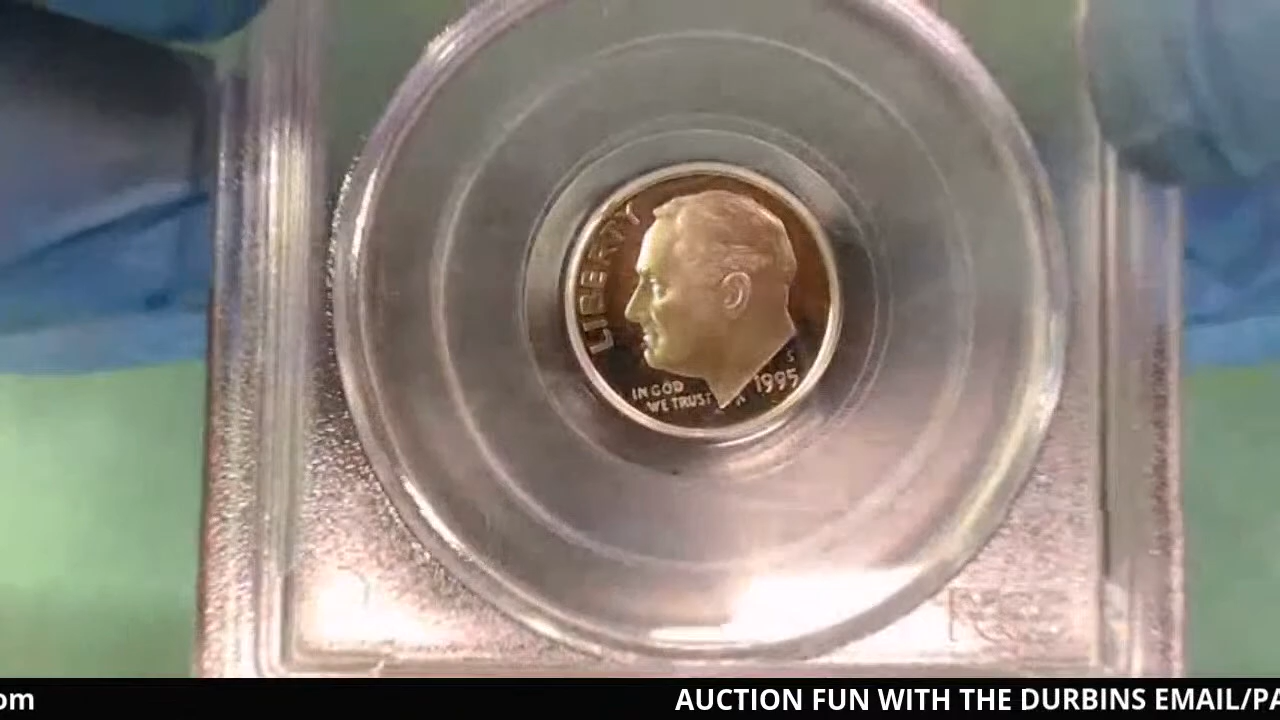 LIBERTY
IN GOD
WE TRUST
S
1995
om
AUCTION FUN WITH THE DURBINS EMAIL/PA